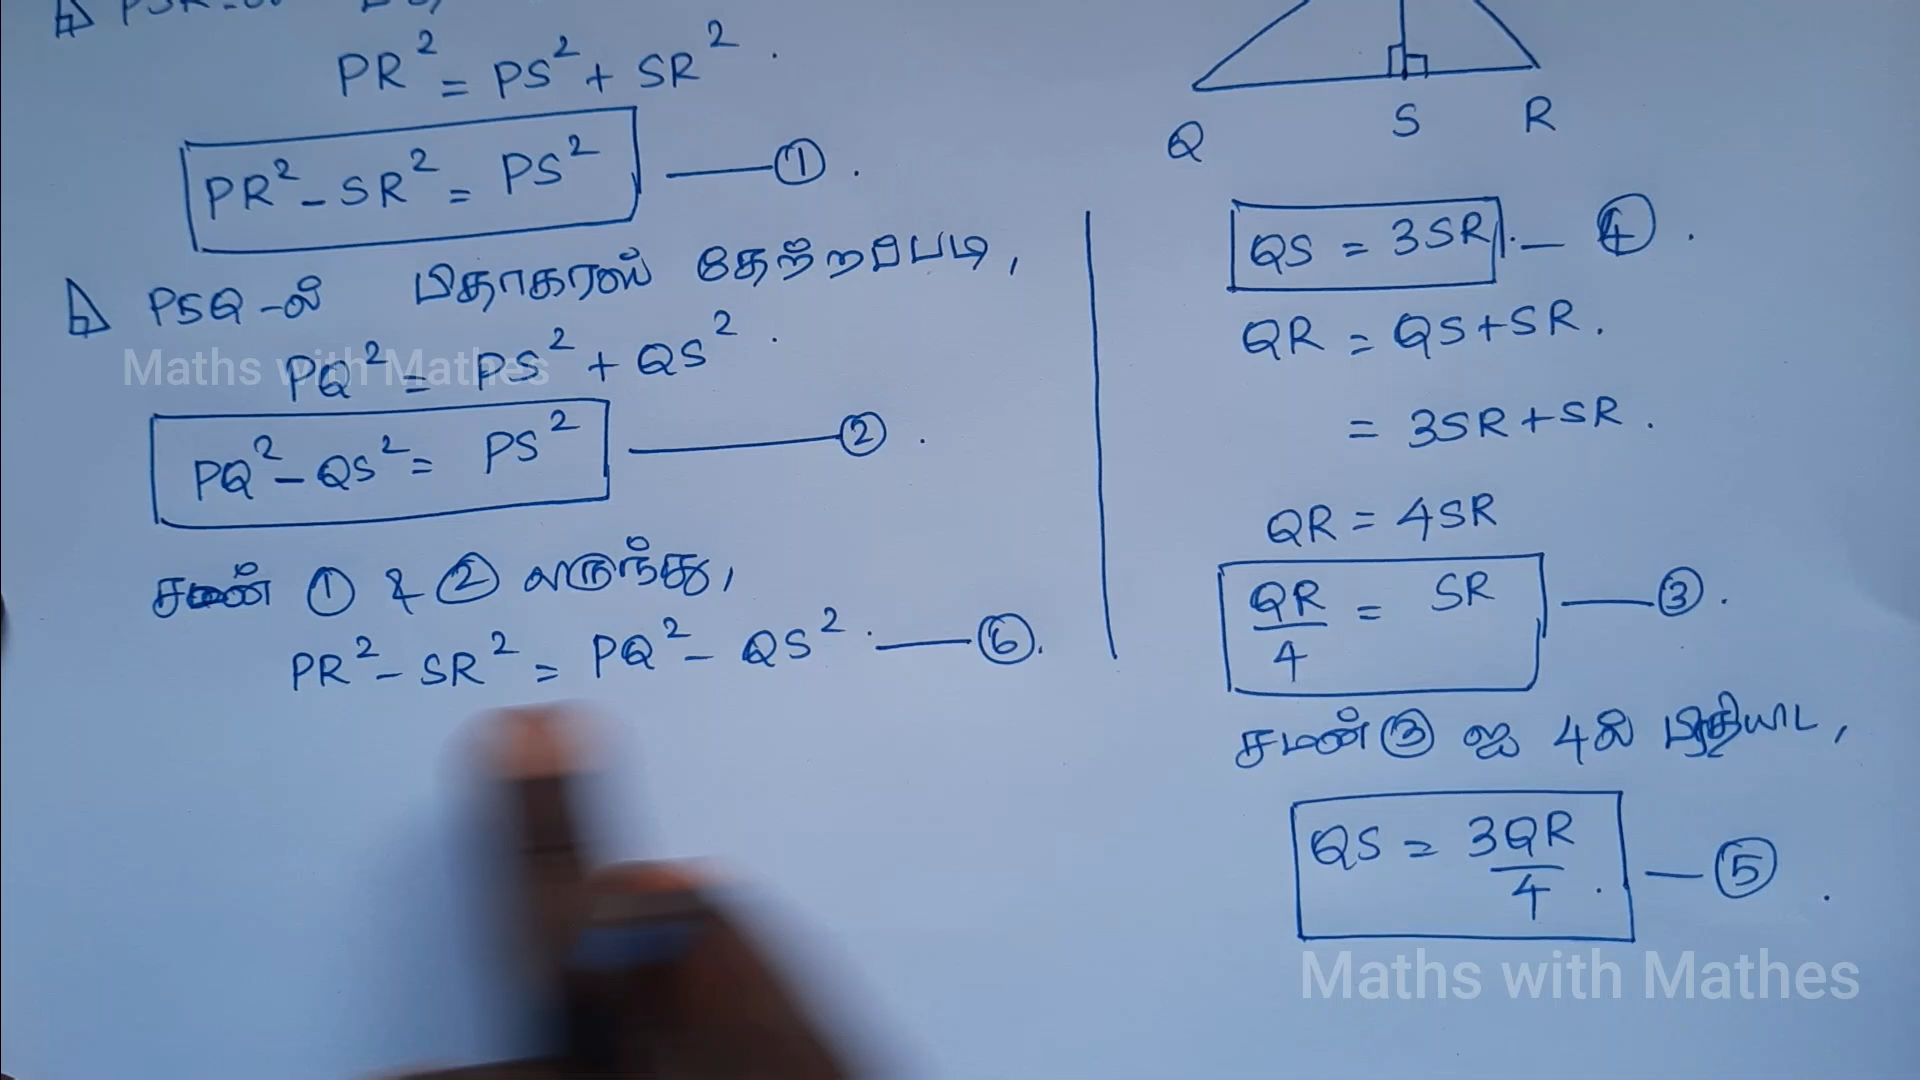 PR² = PS² + SR².
PR² - SR² = PS² —— ①.
△ PSQ-ல் பிதாகரஸ் தேற்றப்படி,
PQ² = PS² + QS².
PQ² - QS² = PS² —— ②.
சமன் ① & ② லிருந்து,
PR² - SR² = PQ² - QS². —— ⑥.
Q S R
QS = 3SR. — ④.
QR = QS + SR.
= 3SR + SR.
QR = 4SR
QR/4 = SR —— ③.
சமன் ③ ஐ 4ல் பிரதியிட,
QS = 3QR/4. — ⑤.
Maths with Mathes
Maths with Mathes